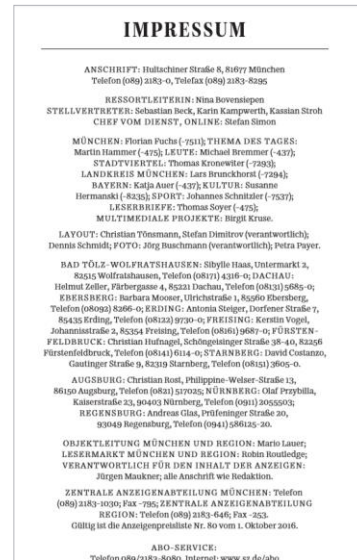 IMPRESSUM
ANSCHRIFT: Hultschiner Straße 8, 81677 München
Telefon (089) 2183-0, Telefax (089) 2183-8295
RESSORTLEITERIN: Nina Bovensiepen
STELLVERTRETER: Sebastian Beck, Karin Kampwerth, Kassian Stroh
CHEF VOM DIENST, ONLINE: Stefan Simon
MÜNCHEN: Florian Fuchs (-7511); THEMA DES TAGES:
Martin Hammer (-475); LEUTE: Michael Bremmer (-437);
STADTVIERTEL: Thomas Kronewiter (-7293);
LANDKREIS MÜNCHEN: Lars Brunckhorst (-7294);
BAYERN: Katja Auer (-437); KULTUR: Susanne
Hermanski (-8235); SPORT: Johannes Schnitzler (-7537);
LESERBRIEFE: Thomas Soyer (-475);
MULTIMEDIALE PROJEKTE: Birgit Kruse.
LAYOUT: Christian Tönsmann, Stefan Dimitrov (verantwortlich);
Dennis Schmidt; FOTO: Jörg Buschmann (verantwortlich); Petra Payer.
BAD TÖLZ-WOLFRATSHAUSEN: Sibylle Haas, Untermarkt 2,
82515 Wolfratshausen, Telefon (08171) 4316-0; DACHAU:
Helmut Zeller, Färbergasse 4, 85221 Dachau, Telefon (08131) 5685-0;
EBERSBERG: Barbara Mooser, Ulrichstraße 1, 85560 Ebersberg,
Telefon (08092) 8266-0; ERDING: Antonia Steiger, Dorfener Straße 7,
85435 Erding, Telefon (08122) 9730-0; FREISING: Kerstin Vogel,
Johannisstraße 2, 85354 Freising, Telefon (08161) 9687-0; FÜRSTEN-
FELDBRUCK: Christian Hufnagel, Schöngeisinger Straße 38-40, 82256
Fürstenfeldbruck, Telefon (08141) 6114-0; STARNBERG: David Costanzo,
Gautinger Straße 9, 82319 Starnberg, Telefon (08151) 3605-0.
AUGSBURG: Christian Rost, Philippine-Welser-Straße 13,
86150 Augsburg, Telefon (0821) 517025; NÜRNBERG: Olaf Przybilla,
Kaiserstraße 23, 90403 Nürnberg, Telefon (0911) 2055503;
REGENSBURG: Andreas Glas, Prüfeninger Straße 20,
93049 Regensburg, Telefon (0941) 586125-20.
OBJEKTLEITUNG MÜNCHEN UND REGION: Mario Lauer;
LESERMARKT MÜNCHEN UND REGION: Robin Routledge;
VERANTWORTLICH FÜR DEN INHALT DER ANZEIGEN:
Jürgen Maukner; alle Anschrift wie Redaktion.
ZENTRALE ANZEIGENABTEILUNG MÜNCHEN: Telefon
(089) 2183-1030; Fax -795; ZENTRALE ANZEIGENABTEILUNG
REGION: Telefon (089) 2183-646; Fax -253.
Gültig ist die Anzeigenpreisliste Nr. 80 vom 1. Oktober 2016.
ABO-SERVICE:
Telefon 089/2183-8080, Internet: www.sz.de/abo